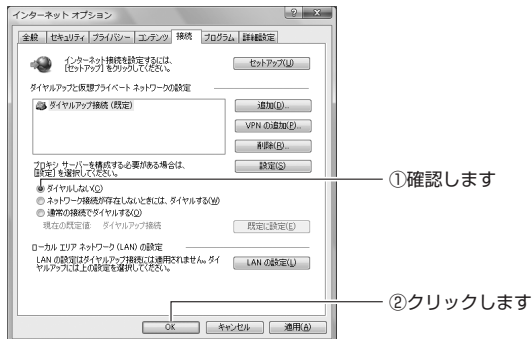 インターネット オプション
全般 セキュリティ プライバシー コンテンツ 接続 プログラム 詳細設定
インターネット接続を設定するには、
[セットアップ] をクリックしてください。
セットアップ(U)
ダイヤルアップと仮想プライベート ネットワークの設定
ダイヤルアップ接続 (既定)
追加(D)...
VPN の追加(P)...
削除(R)...
プロキシ サーバーを構成する必要がある場合は、
[設定] を選択してください。
設定(S)
ダイヤルしない(C)
ネットワーク接続が存在しないときには、ダイヤルする(W)
通常の接続でダイヤルする(O)
現在の既定値: ダイヤルアップ接続
既定に設定(E)
ローカル エリア ネットワーク (LAN) の設定
LAN の設定はダイヤルアップ接続には適用されません。ダイ
ヤルアップには上の設定を選択してください。
LAN の設定(L)
OK キャンセル 適用(A)
①確認します
②クリックします